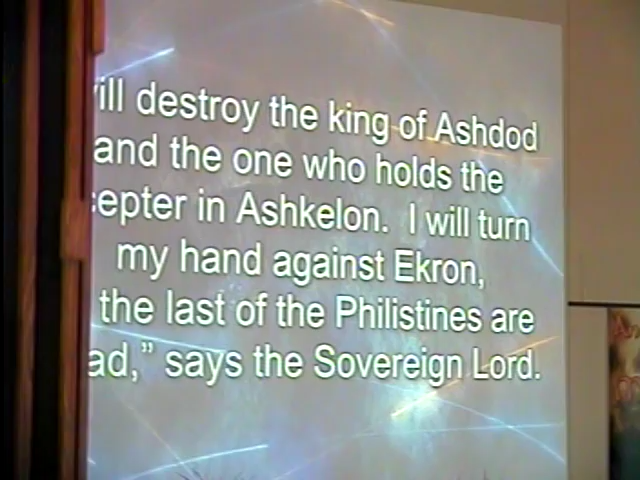 ill destroy the king of Ashdod
and the one who holds the
cepter in Ashkelon. I will turn
my hand against Ekron,
the last of the Philistines are
ad,” says the Sovereign Lord.